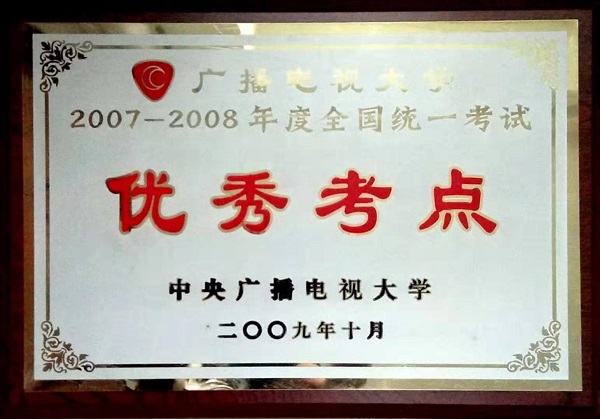 广播电视大学
2007-2008年度全国统一考试
优秀考点
中央广播电视大学
二〇〇九年十月